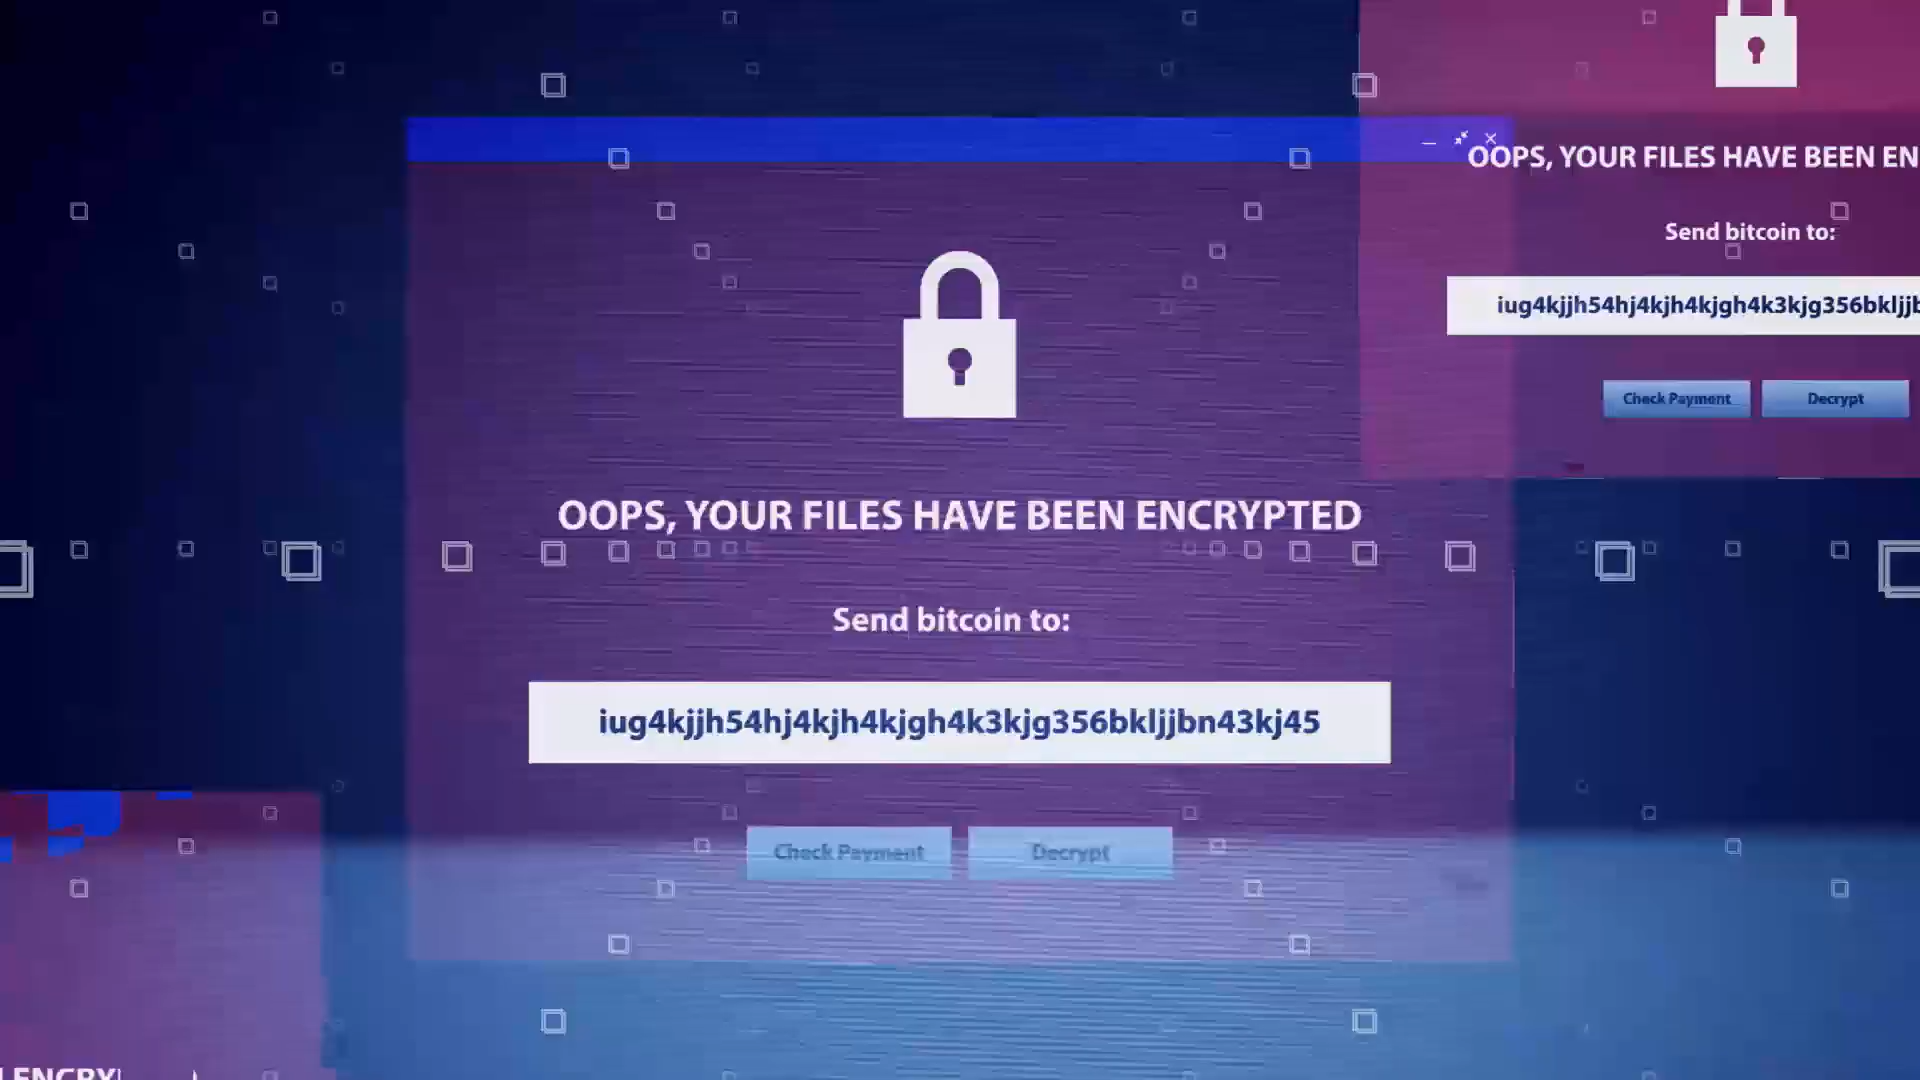 OOPS, YOUR FILES HAVE BEEN ENCRYPTED
Send bitcoin to:
iug4kjjh54hj4kjh4kjgh4k3kjg356bkljjbn43kj45
Check Payment
Decrypt
OOPS, YOUR FILES HAVE BEEN EN
Send bitcoin to:
iug4kjjh54hj4kjh4kjgh4k3kjg356bkljjb
Check Payment
Decrypt